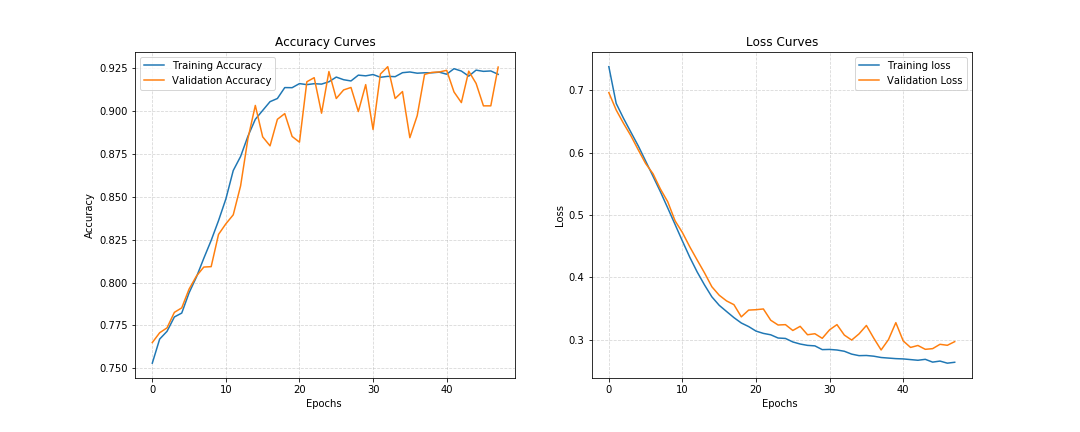 Accuracy Curves
Training Accuracy
Validation Accuracy
0.925
0.900
0.875
0.850
0.825
0.800
0.775
0.750
Accuracy
0 10 20 30 40
Epochs
Loss Curves
Training loss
Validation Loss
0.7
0.6
0.5
0.4
0.3
Loss
0 10 20 30 40
Epochs